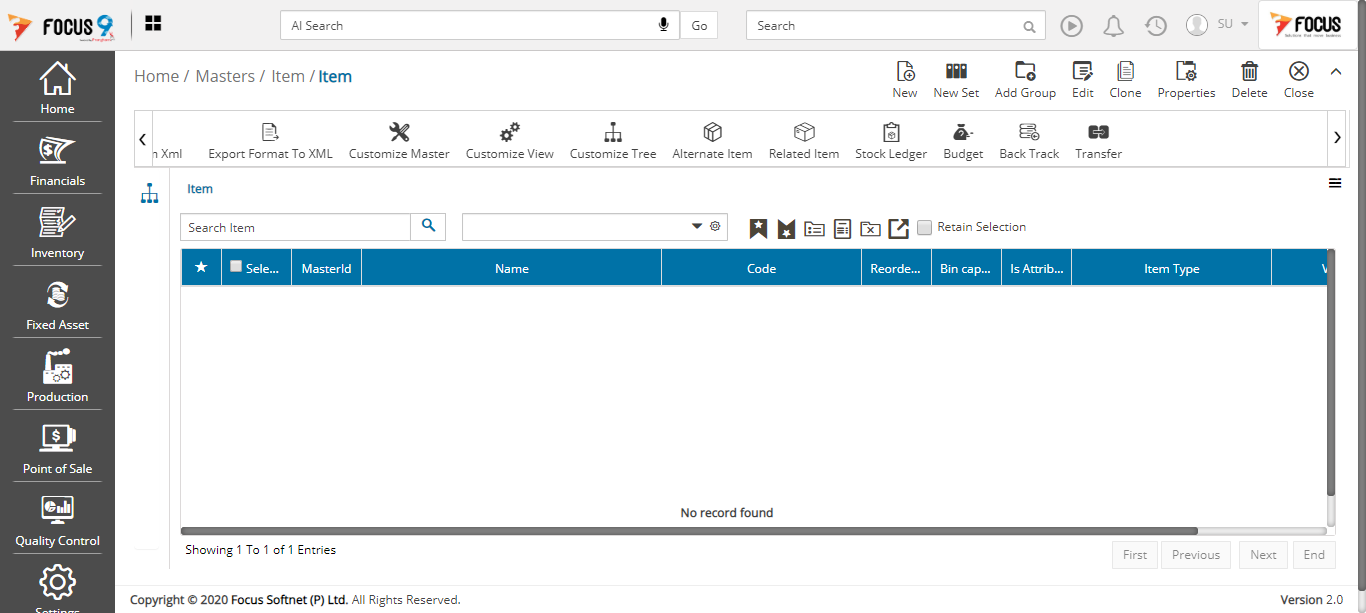 FOCUS 9
AI Search
Go
Search
SU
FOCUS
Home
Financials
Inventory
Fixed Asset
Production
Point of Sale
Quality Control
Settings
Home / Masters / Item / Item
New
New Set
Add Group
Edit
Clone
Properties
Delete
Close
n Xml
Export Format To XML
Customize Master
Customize View
Customize Tree
Alternate Item
Related Item
Stock Ledger
Budget
Back Track
Transfer
Item
Search Item
Retain Selection
Sele...
MasterId
Name
Code
Reorde...
Bin cap...
Is Attrib...
Item Type
No record found
Showing 1 To 1 of 1 Entries
First
Previous
Next
End
Copyright © 2020 Focus Softnet (P) Ltd. All Rights Reserved.
Version 2.0